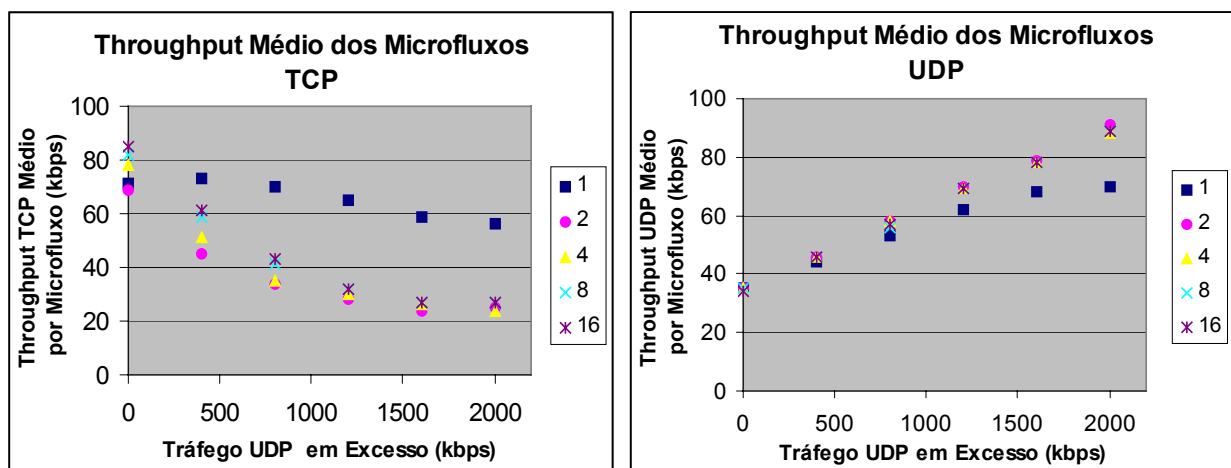 Throughput Médio dos Microfluxos
TCP
Throughput TCP Médio
por Microfluxo (kbps)
100
80
60
40
20
0
0 500 1000 1500 2000
Tráfego UDP em Excesso (kbps)
1
2
4
8
16
Throughput Médio dos Microfluxos
UDP
Throughput UDP Médio
por Microfluxo (kbps)
100
80
60
40
20
0
0 500 1000 1500 2000
Tráfego UDP em Excesso (kbps)
1
2
4
8
16